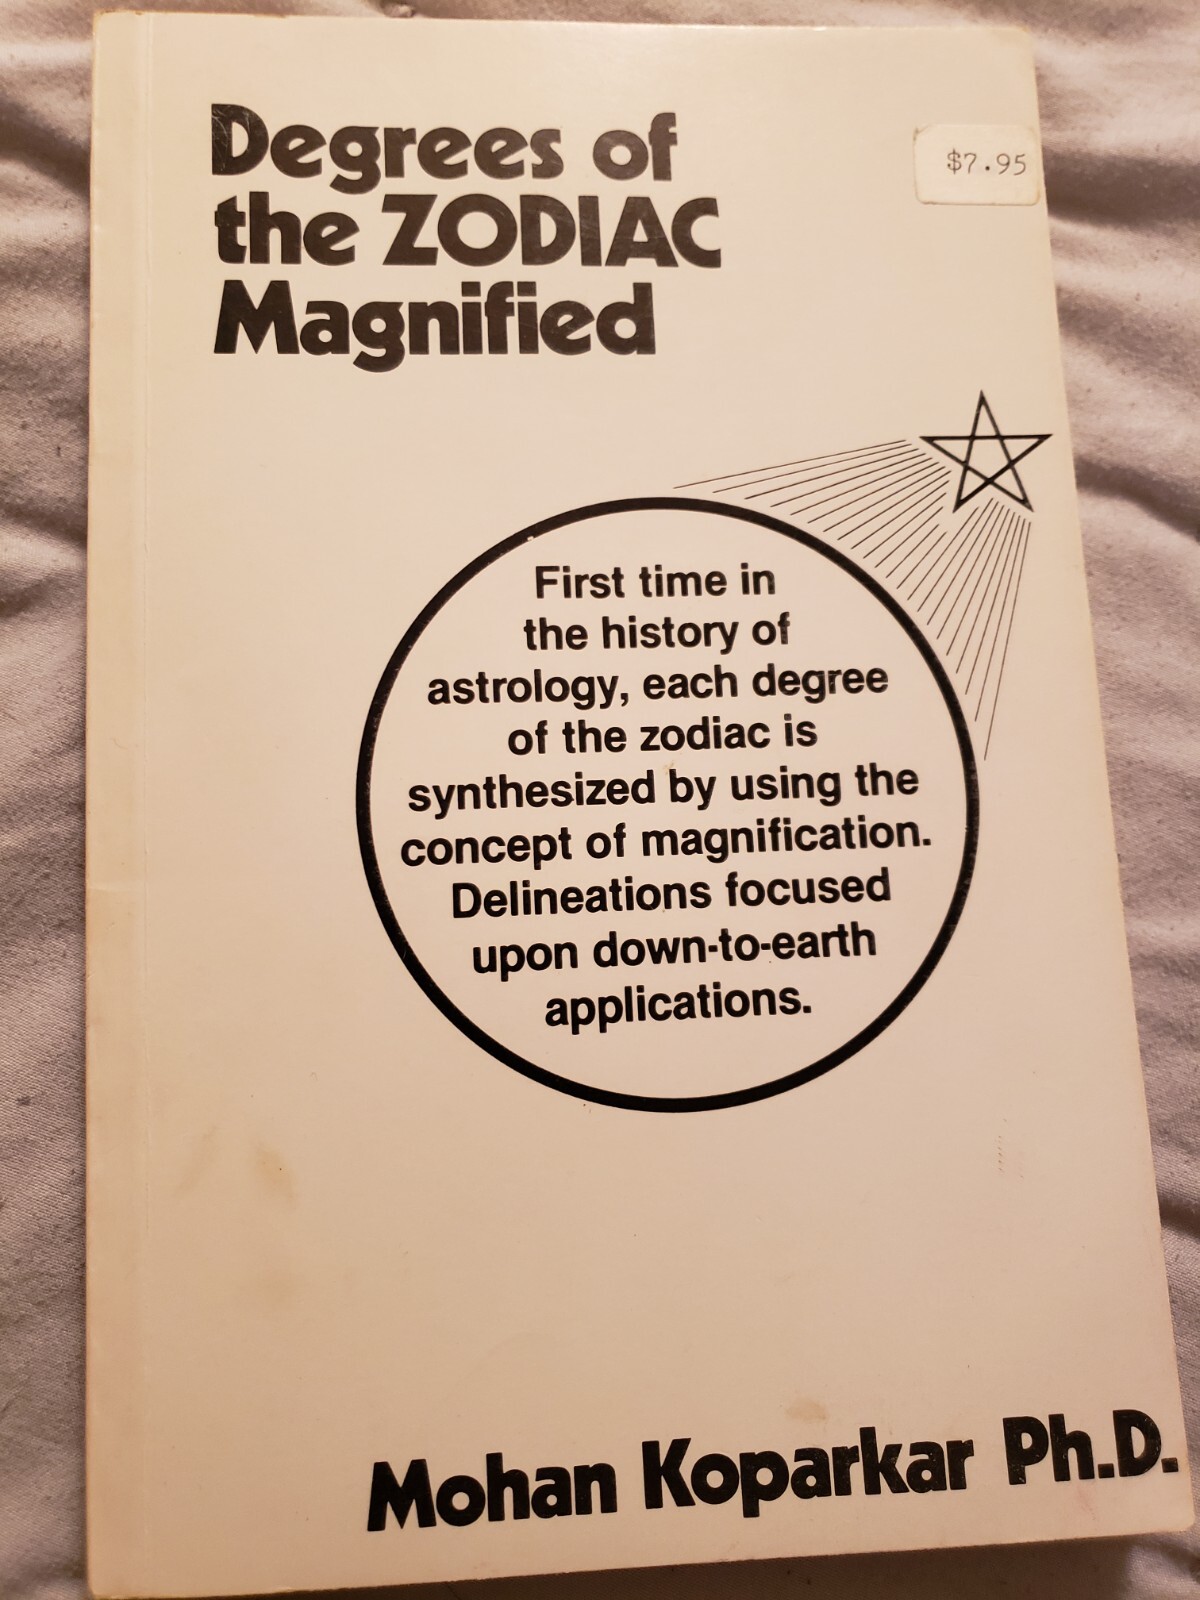 Degrees of
the ZODIAC
Magnified
$7.95
First time in
the history of
astrology, each degree
of the zodiac is
synthesized by using the
concept of magnification.
Delineations focused
upon down-to-earth
applications.
Mohan Koparkar Ph.D.